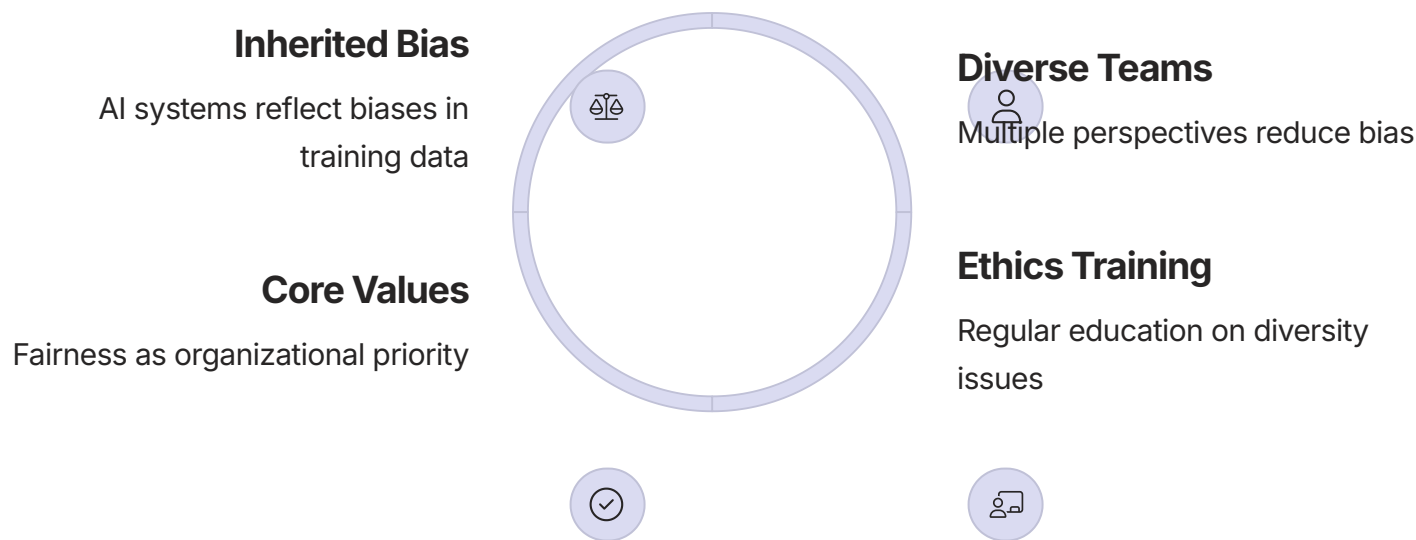 Inherited Bias
AI systems reflect biases in
training data
Diverse Teams
Multiple perspectives reduce bias
Core Values
Fairness as organizational priority
Ethics Training
Regular education on diversity
issues